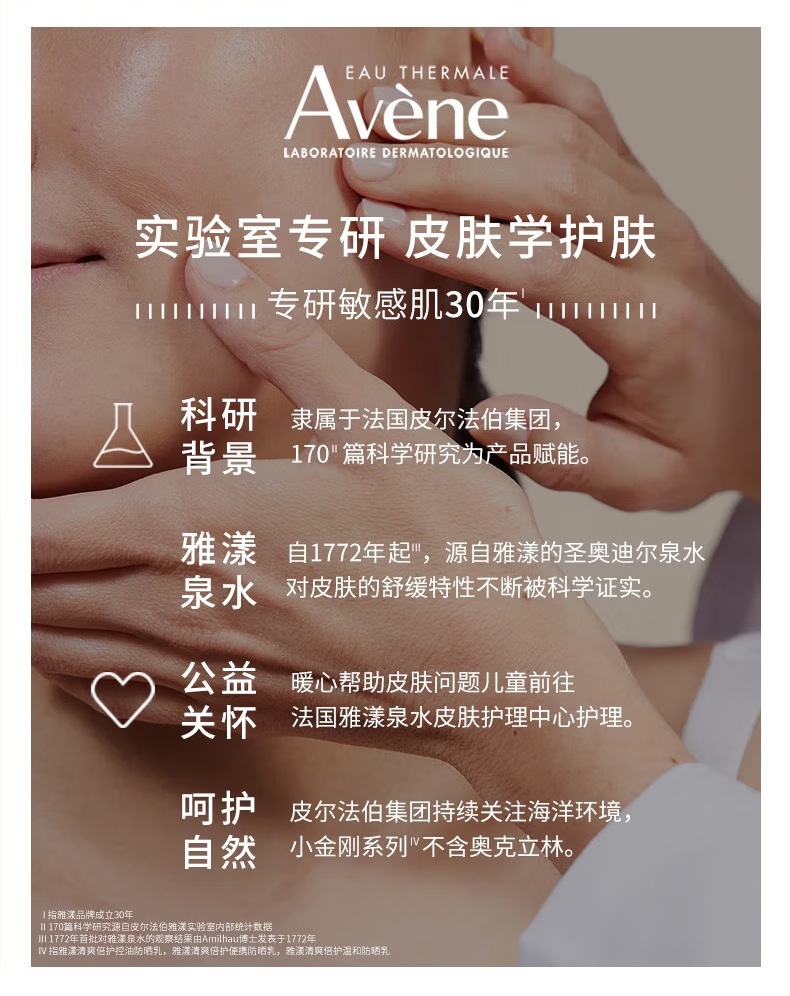 EAU THERMALE
Avène
LABORATOIRE DERMATOLOGIQUE
实验室专研 皮肤学护肤
专研敏感肌30年I
科研
背景
隶属于法国皮尔法伯集团，
170II篇科学研究为产品赋能。
雅漾
泉水
自1772年起III，源自雅漾的圣奥迪尔泉水
对皮肤的舒缓特性不断被科学证实。
公益
关怀
暖心帮助皮肤问题儿童前往
法国雅漾泉水皮肤护理中心护理。
呵护
自然
皮尔法伯集团持续关注海洋环境，
小金刚系列IV不含奥克立林。
I 指雅漾品牌成立30年
II 170篇科学研究源自皮尔法伯雅漾实验室内部统计数据
III 1772年首批对雅漾泉水的观察结果由Amilhau博士发表于1772年
IV 指雅漾清爽倍护控油防晒乳，雅漾清爽倍护便携防晒乳，雅漾清爽倍护温和防晒乳